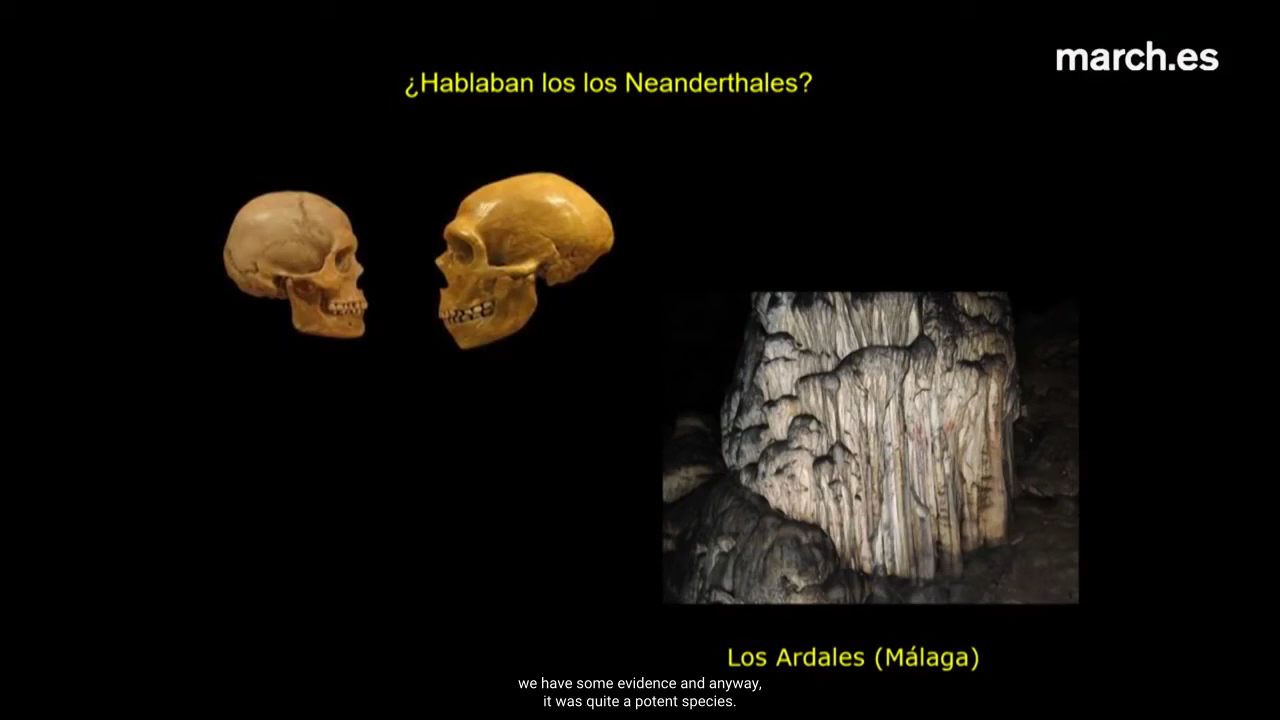 march.es
¿Hablaban los los Neanderthales?
Los Ardales (Málaga)
we have some evidence and anyway,
it was quite a potent species.